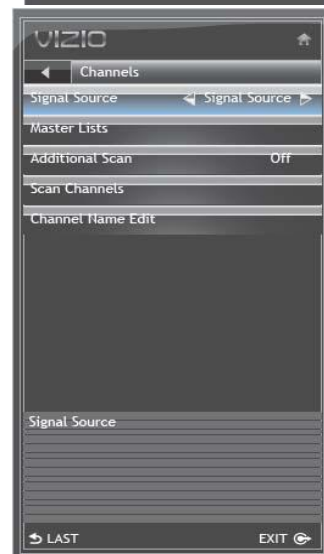 VIZIO
Channels
Signal Source Signal Source
Master Lists
Additional Scan Off
Scan Channels
Channel Name Edit
Signal Source
LAST EXIT